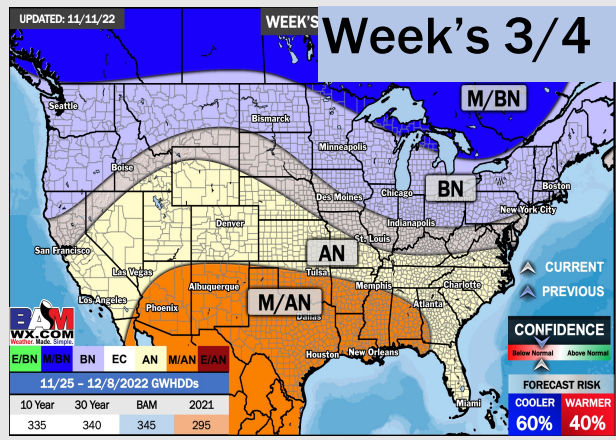 UPDATED: 11/11/22
WEEK'S
Week's 3/4
M/BN
Seattle
Bismarck
Minneapolis
Boise
Chicago
BN
Boston
Des Moines
New York City
Denver
Indianapolis
San Francisco
St. Louis
AN
CURRENT
Las Vegas
Tulsa
Albuquerque
Memphis
Charlotte
PREVIOUS
Los Angeles
Phoenix
M/AN
Atlanta
Dallas
BAM
WX.COM
Weather. Made. Simple.
CONFIDENCE
Below Normal Above Normal
Houston New Orleans
E/BN M/BN BN EC AN M/AN E/AN
11/25 – 12/8/2022 GWHDDs
10 Year 30 Year BAM 2021
335 340 345 295
Miami
FORECAST RISK
COOLER WARMER
60% 40%